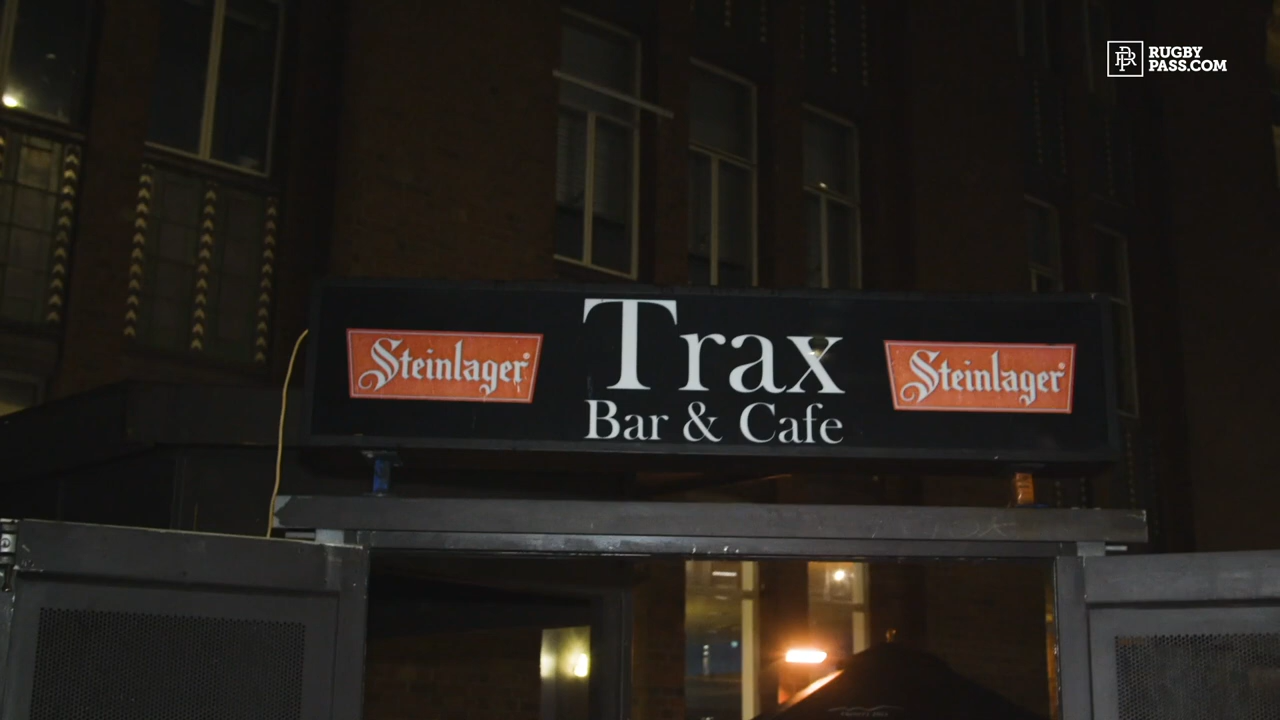 RUGBY
PASS.COM
Steinlager
Trax
Bar & Cafe
Steinlager